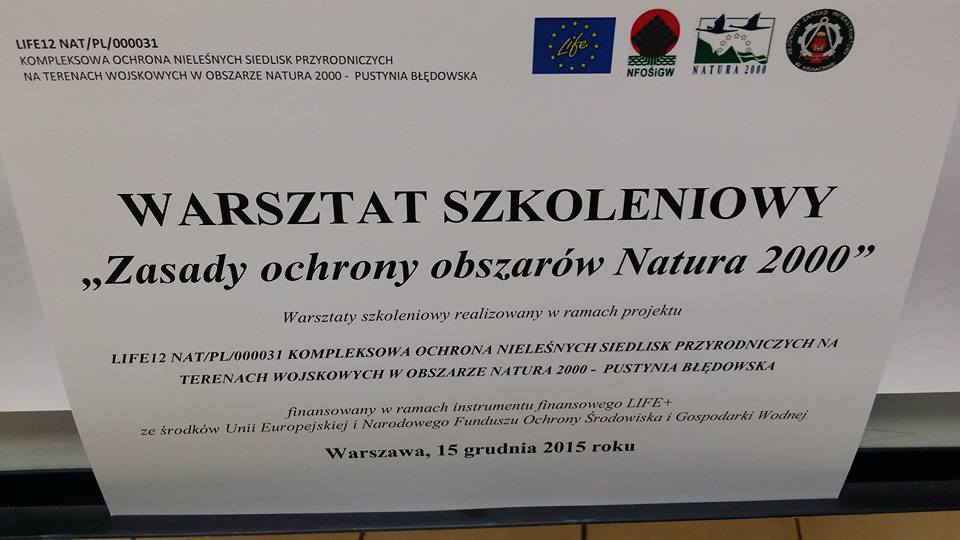 LIFE12 NAT/PL/000031
KOMPLEKSOWA OCHRONA NIELEŚNYCH SIEDLISK PRZYRODNICZYCH
NA TERENACH WOJSKOWYCH W OBSZARZE NATURA 2000 - PUSTYNIA BŁĘDOWSKA
Life
NFOŚiGW
NATURA 2000
WARSZTAT SZKOLENIOWY
„Zasady ochrony obszarów Natura 2000”
Warsztaty szkoleniowy realizowany w ramach projektu
LIFE12 NAT/PL/000031 KOMPLEKSOWA OCHRONA NIELEŚNYCH SIEDLISK PRZYRODNICZYCH NA
TERENACH WOJSKOWYCH W OBSZARZE NATURA 2000 - PUSTYNIA BŁĘDOWSKA
finansowany w ramach instrumentu finansowego LIFE+
ze środków Unii Europejskiej i Narodowego Funduszu Ochrony Środowiska i Gospodarki Wodnej
Warszawa, 15 grudnia 2015 roku